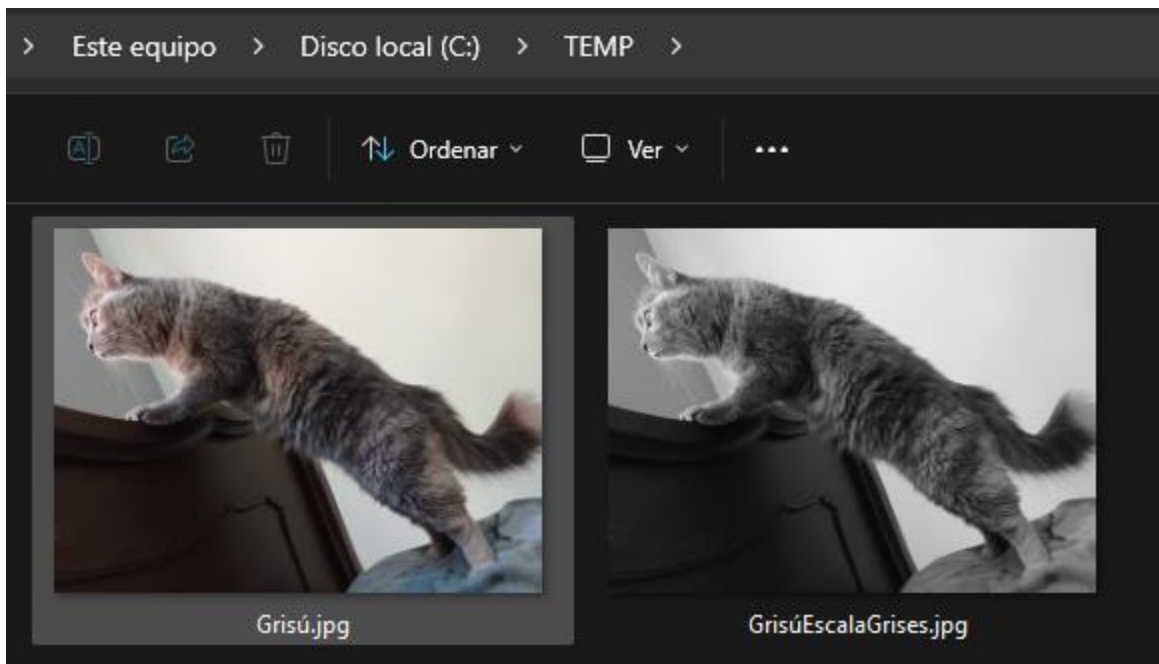 > Este equipo > Disco local (C:) > TEMP >
Ordenar Ver ...
Grisú.jpg GrisúEscalaGrises.jpg